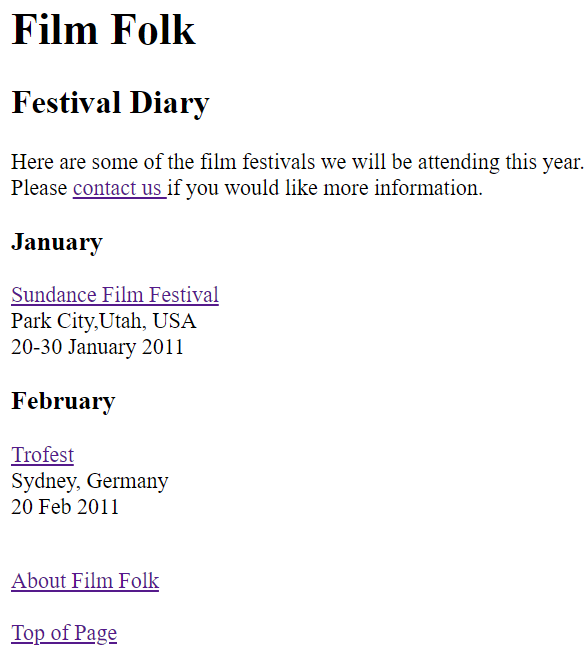 Film Folk
Festival Diary
Here are some of the film festivals we will be attending this year.
Please contact us if you would like more information.
January
Sundance Film Festival
Park City,Utah, USA
20-30 January 2011
February
Trofest
Sydney, Germany
20 Feb 2011
About Film Folk
Top of Page